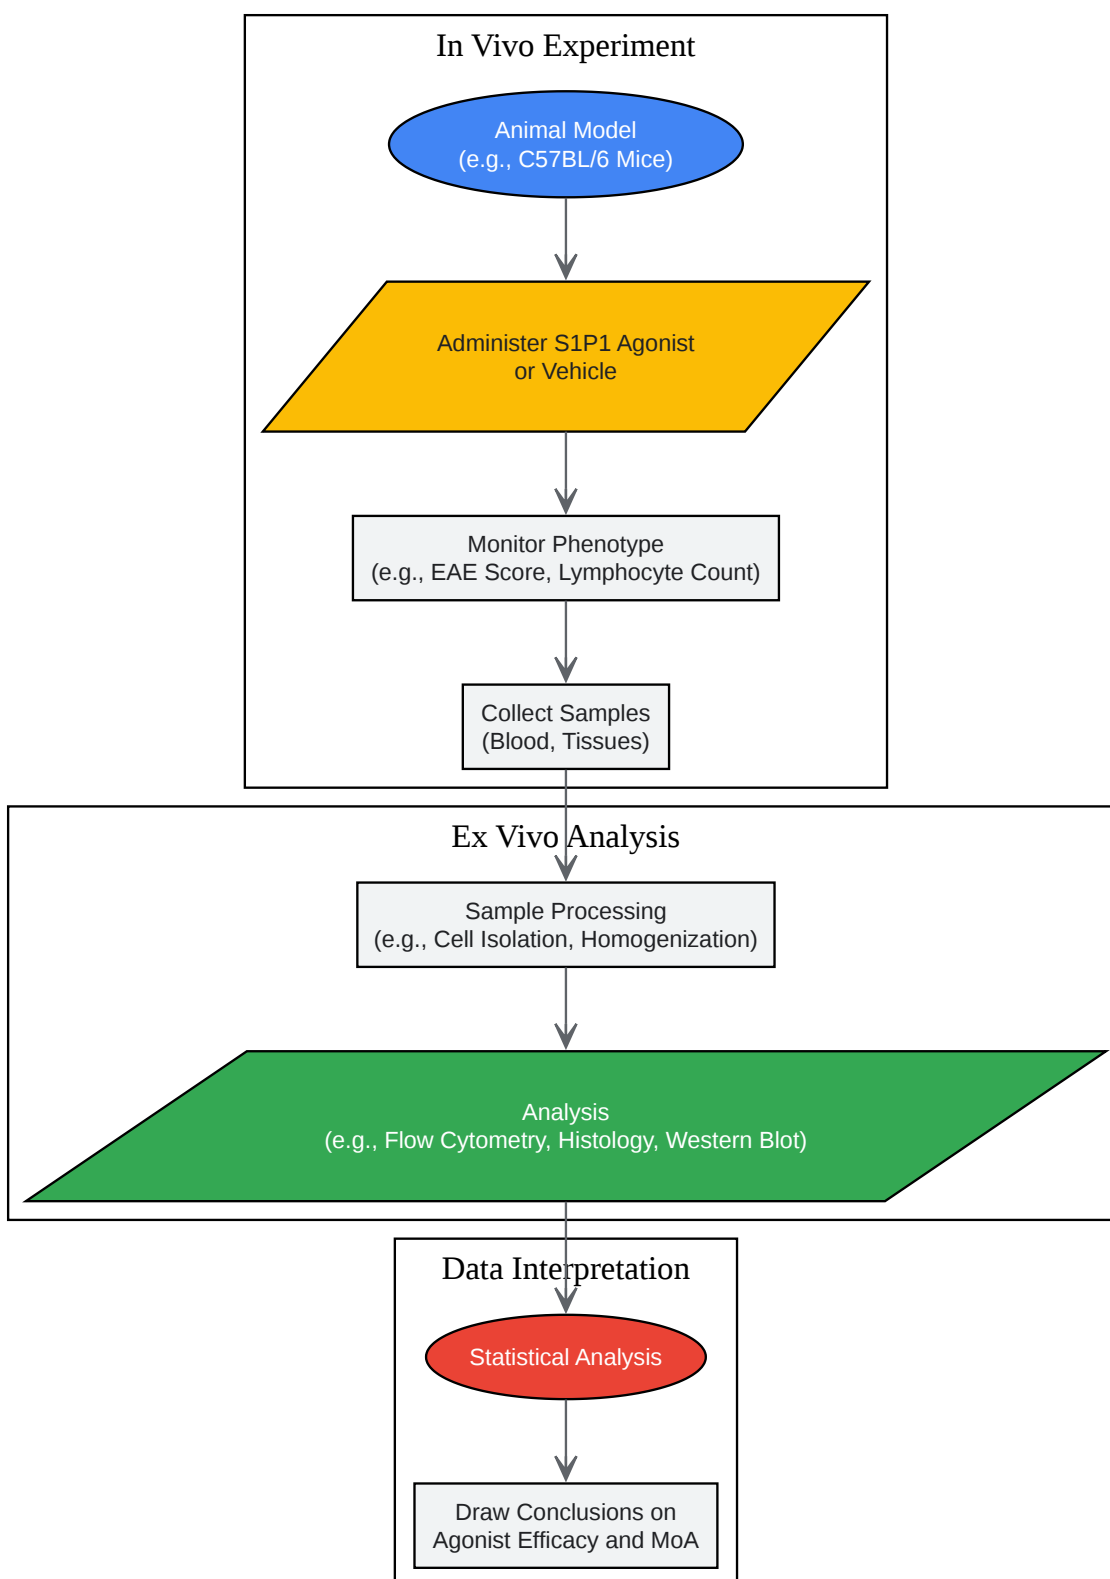 In Vivo Experiment
Animal Model
(e.g., C57BL/6 Mice)
Administer S1P1 Agonist
or Vehicle
Monitor Phenotype
(e.g., EAE Score, Lymphocyte Count)
Collect Samples
(Blood, Tissues)
Ex Vivo Analysis
Sample Processing
(e.g., Cell Isolation, Homogenization)
Analysis
(e.g., Flow Cytometry, Histology, Western Blot)
Data Interpretation
Statistical Analysis
Draw Conclusions on
Agonist Efficacy and MoA